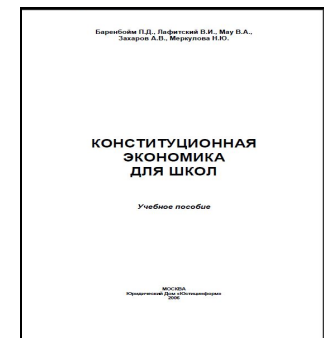 Баренбойм П.Д., Лафитский В.И., Мау В.А.,
Захаров А.В., Меркулова Н.Ю.
КОНСТИТУЦИОННАЯ
ЭКОНОМИКА
ДЛЯ ШКОЛ
Учебное пособие
МОСКВА
Юридический Дом «Юстицинформ»
2006